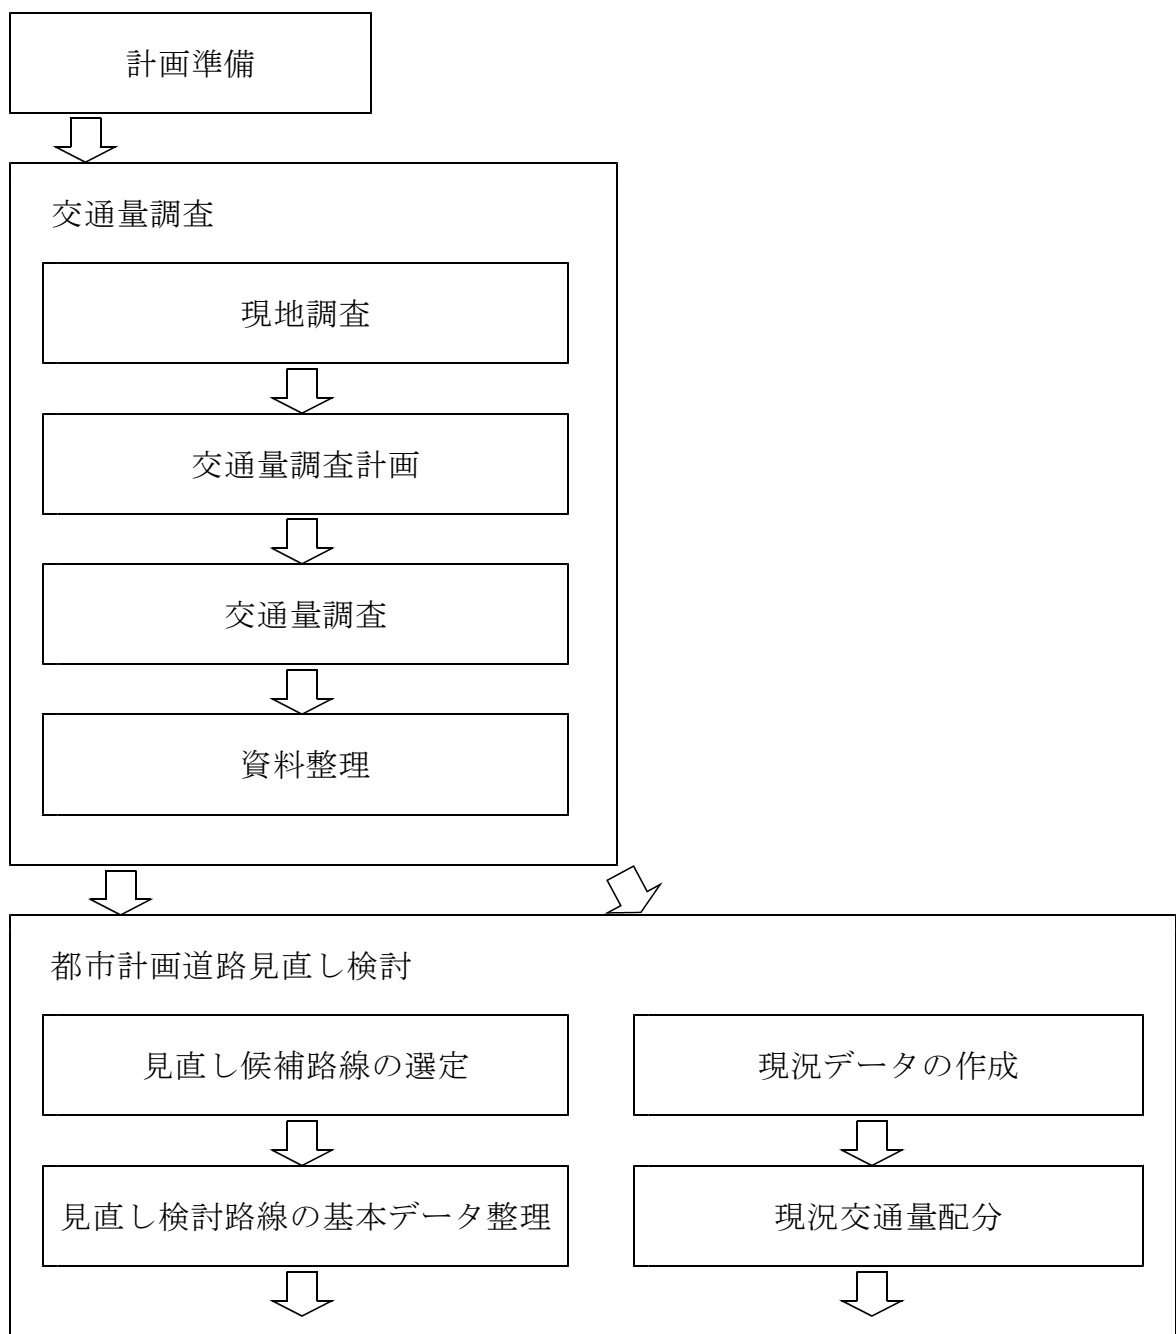 計画準備
交通量調査
現地調査
交通量調査計画
交通量調査
資料整理
都市計画道路見直し検討
見直し候補路線の選定
現況データの作成
見直し検討路線の基本データ整理
現況交通量配分